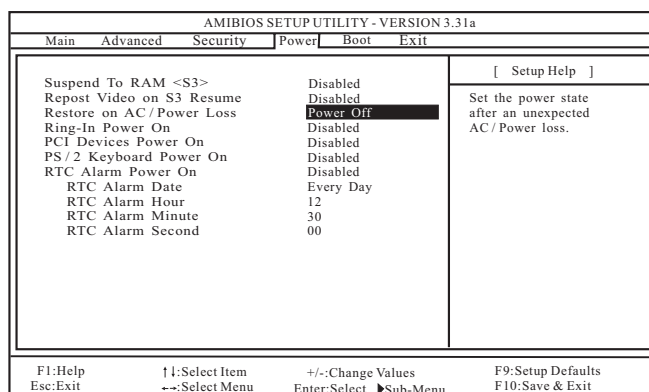 AMIBIOS SETUP UTILITY - VERSION 3.31a
Main Advanced Security Power Boot Exit
[ Setup Help ]
Suspend To RAM <S3> Disabled
Repost Video on S3 Resume Disabled
Restore on AC / Power Loss Power Off
Ring-In Power On Disabled
PCI Devices Power On Disabled
PS / 2 Keyboard Power On Disabled
RTC Alarm Power On Disabled
RTC Alarm Date Every Day
RTC Alarm Hour 12
RTC Alarm Minute 30
RTC Alarm Second 00
Set the power state
after an unexpected
AC / Power loss.
F1:Help ↑↓:Select Item +/-:Change Values F9:Setup Defaults
Esc:Exit ←→:Select Menu Enter:Select ▶Sub-Menu F10:Save & Exit